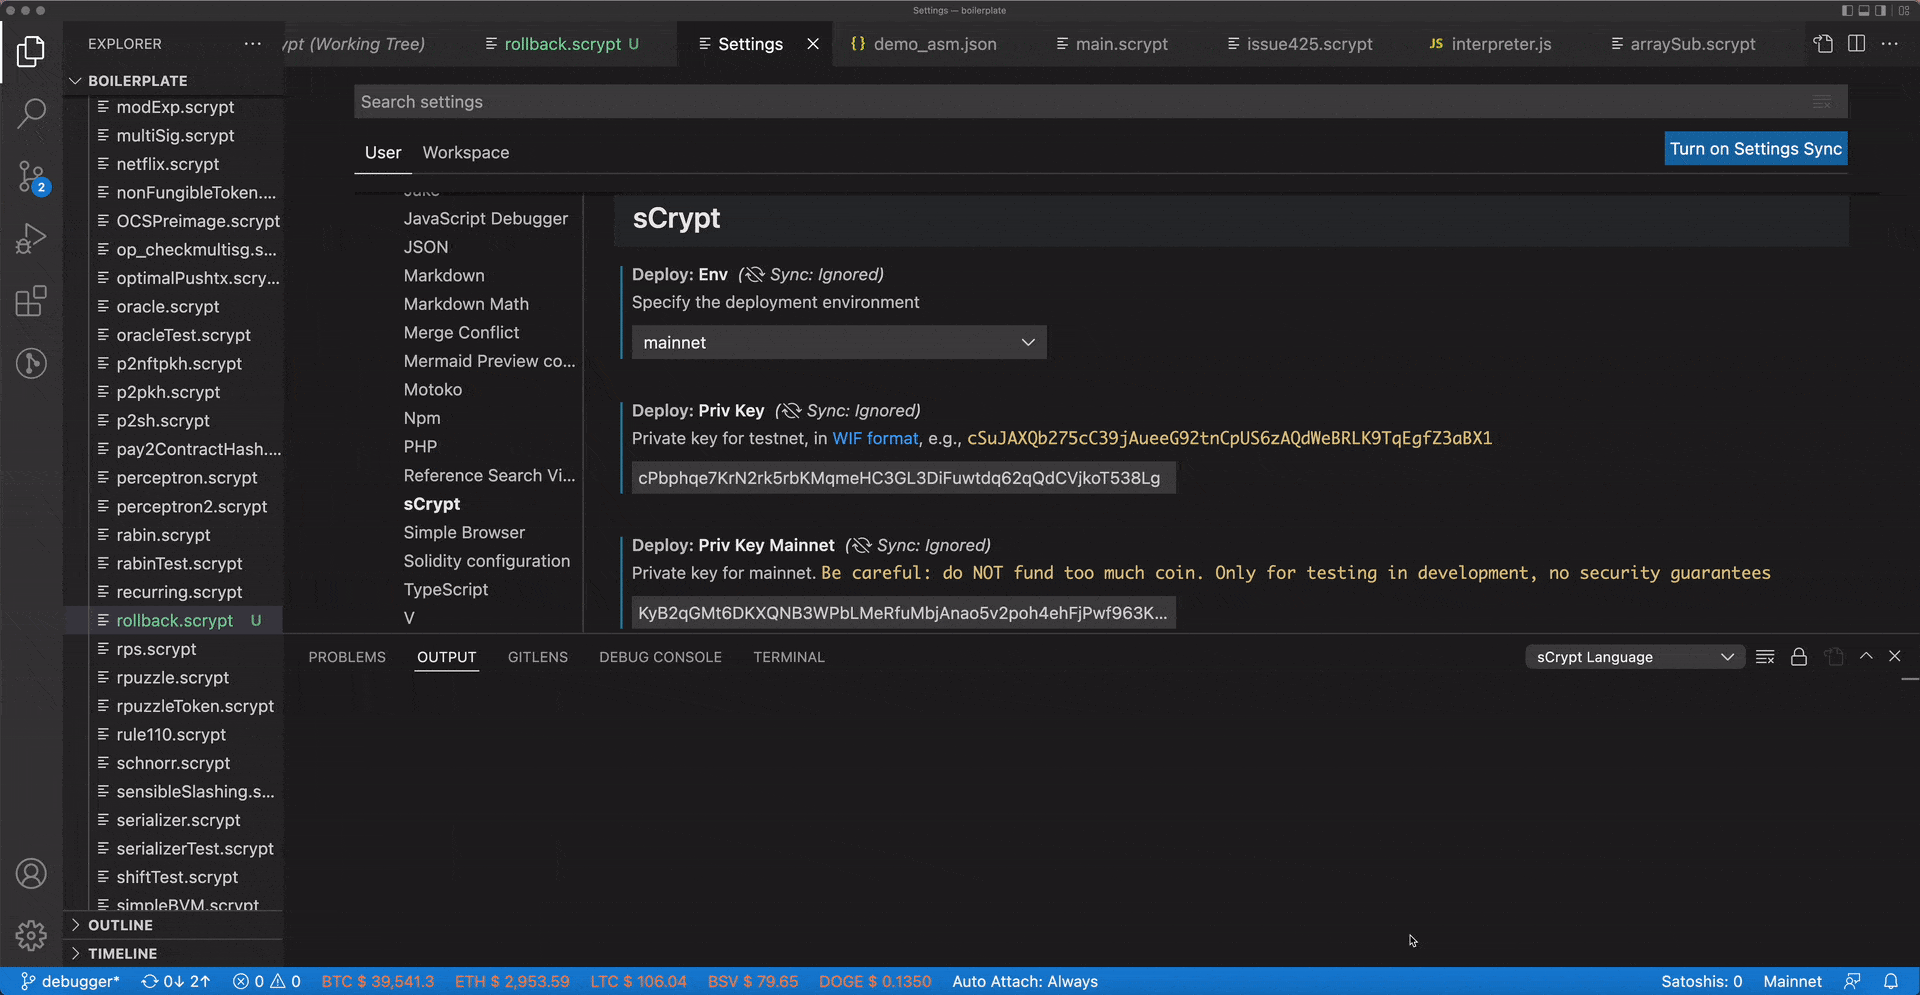 Settings — boilerplate
EXPLORER
ypt (Working Tree)
rollback.scrypt U
Settings
{} demo_asm.json
main.scrypt
issue425.scrypt
JS interpreter.js
arraySub.scrypt
BOILERPLATE
modExp.scrypt
multiSig.scrypt
netflix.scrypt
nonFungibleToken....
OCSPreimage.scrypt
op_checkmultisg.s...
optimalPushtx.scry...
oracle.scrypt
oracleTest.scrypt
p2nftpkh.scrypt
p2pkh.scrypt
p2sh.scrypt
pay2ContractHash....
perceptron.scrypt
perceptron2.scrypt
rabin.scrypt
rabinTest.scrypt
recurring.scrypt
rollback.scrypt U
rps.scrypt
rpuzzle.scrypt
rpuzzleToken.scrypt
rule110.scrypt
schnorr.scrypt
sensibleSlashing.s...
serializer.scrypt
serializerTest.scrypt
shiftTest.scrypt
simpleBVM.scrypt
OUTLINE
TIMELINE
2
Search settings
User
Workspace
Turn on Settings Sync
Jake
JavaScript Debugger
JSON
Markdown
Markdown Math
Merge Conflict
Mermaid Preview co...
Motoko
Npm
PHP
Reference Search Vi...
sCrypt
Simple Browser
Solidity configuration
TypeScript
V
sCrypt
Deploy: Env (Sync: Ignored)
Specify the deployment environment
mainnet
Deploy: Priv Key (Sync: Ignored)
Private key for testnet, in WIF format, e.g., cSuJAXQb275cC39jAueeG92tnCpUS6zAQdWeBRLK9TqEgfZ3aBX1
cPbphqe7KrN2rk5rbKMqmeHC3GL3DiFuwtdq62qQdCVjkoT538Lg
Deploy: Priv Key Mainnet (Sync: Ignored)
Private key for mainnet. Be careful: do NOT fund too much coin. Only for testing in development, no security guarantees
KyB2qGMt6DKXQNB3WPbLMeRfuMbjAnao5v2poh4ehFjPwf963K...
PROBLEMS
OUTPUT
GITLENS
DEBUG CONSOLE
TERMINAL
sCrypt Language
debugger*
0↓ 2↑
0 0
BTC $ 39,541.3
ETH $ 2,953.59
LTC $ 106.04
BSV $ 79.65
DOGE $ 0.1350
Auto Attach: Always
Satoshis: 0
Mainnet